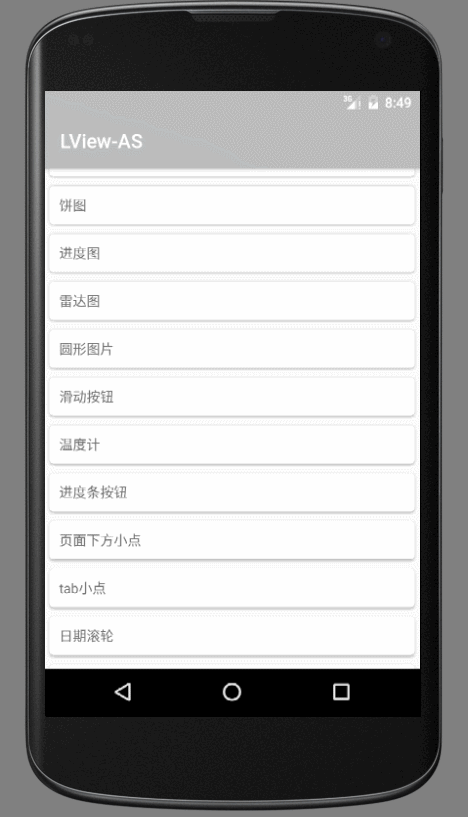 3G 8:49
LView-AS
饼图
进度图
雷达图
圆形图片
滑动按钮
温度计
进度条按钮
页面下方小点
tab小点
日期滚轮